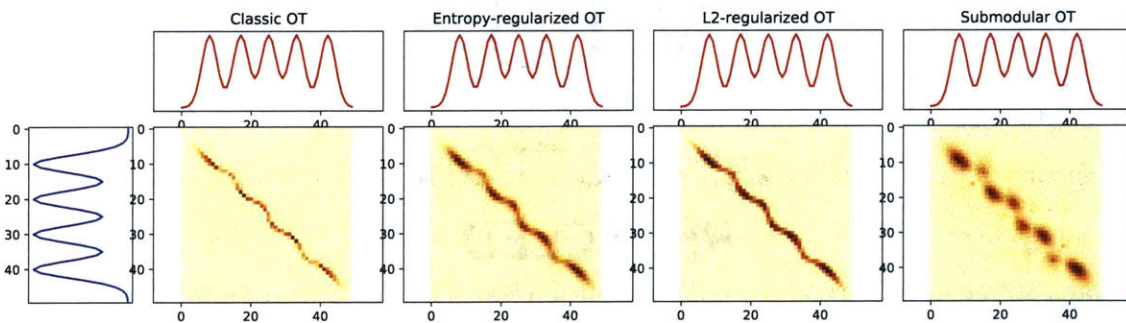 Classic OT Entropy-regularized OT L2-regularized OT Submodular OT
0 20 40 0 20 40 0 20 40 0 20 40
0 0 0 0 0
10 10 10 10 10
20 20 20 20 20
30 30 30 30 30
40 40 40 40 40
0 20 40 0 20 40 0 20 40 0 20 40